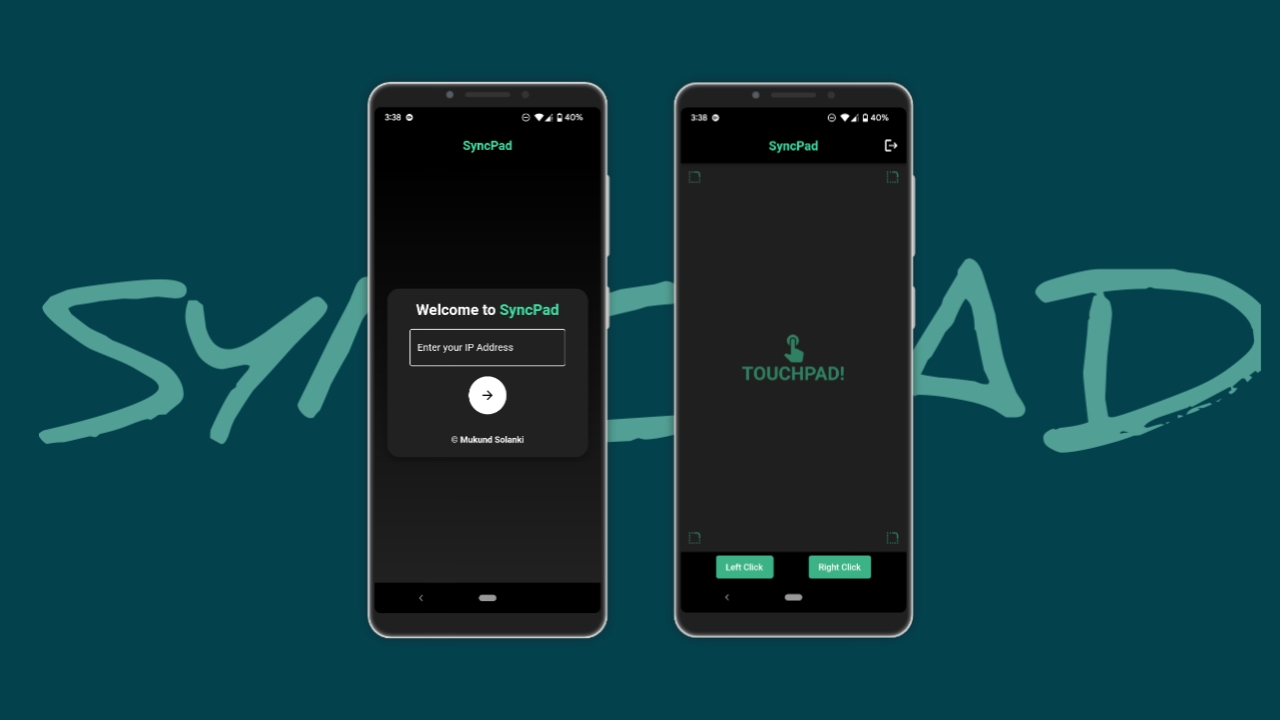 SYNCPAD
3:38
40%
SyncPad
Welcome to SyncPad
Enter your IP Address
© Mukund Solanki
3:38
40%
SyncPad
TOUCHPAD!
Left Click
Right Click